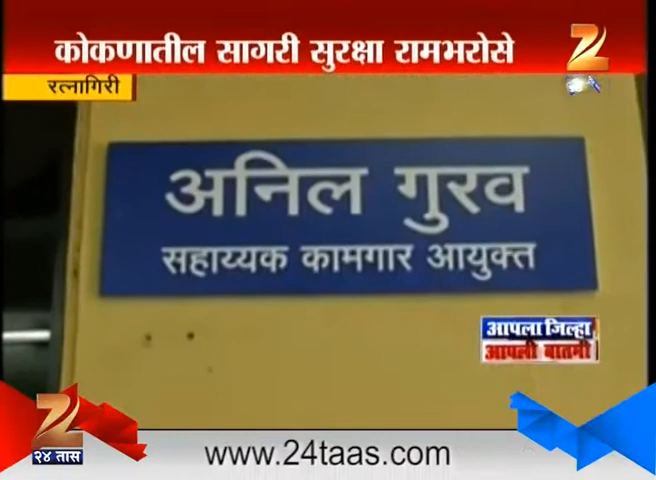 कोकणातील सागरी सुरक्षा रामभरोसे
रत्नागिरी
अनिल गुरव
सहाय्यक कामगार आयुक्त
आपला जिल्हा
आपली बातमी
२४ तास
www.24taas.com